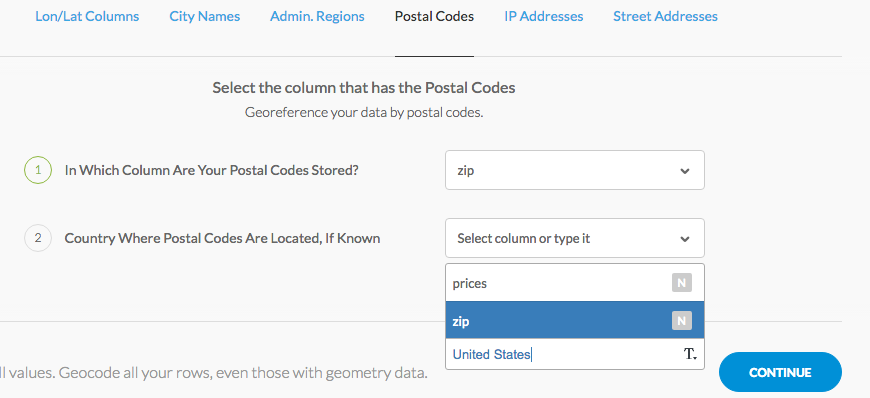 Lon/Lat Columns City Names Admin. Regions Postal Codes IP Addresses Street Addresses
Select the column that has the Postal Codes
Georeference your data by postal codes.
1 In Which Column Are Your Postal Codes Stored? zip
2 Country Where Postal Codes Are Located, If Known Select column or type it
prices N
zip N
United States T
values. Geocode all your rows, even those with geometry data. CONTINUE